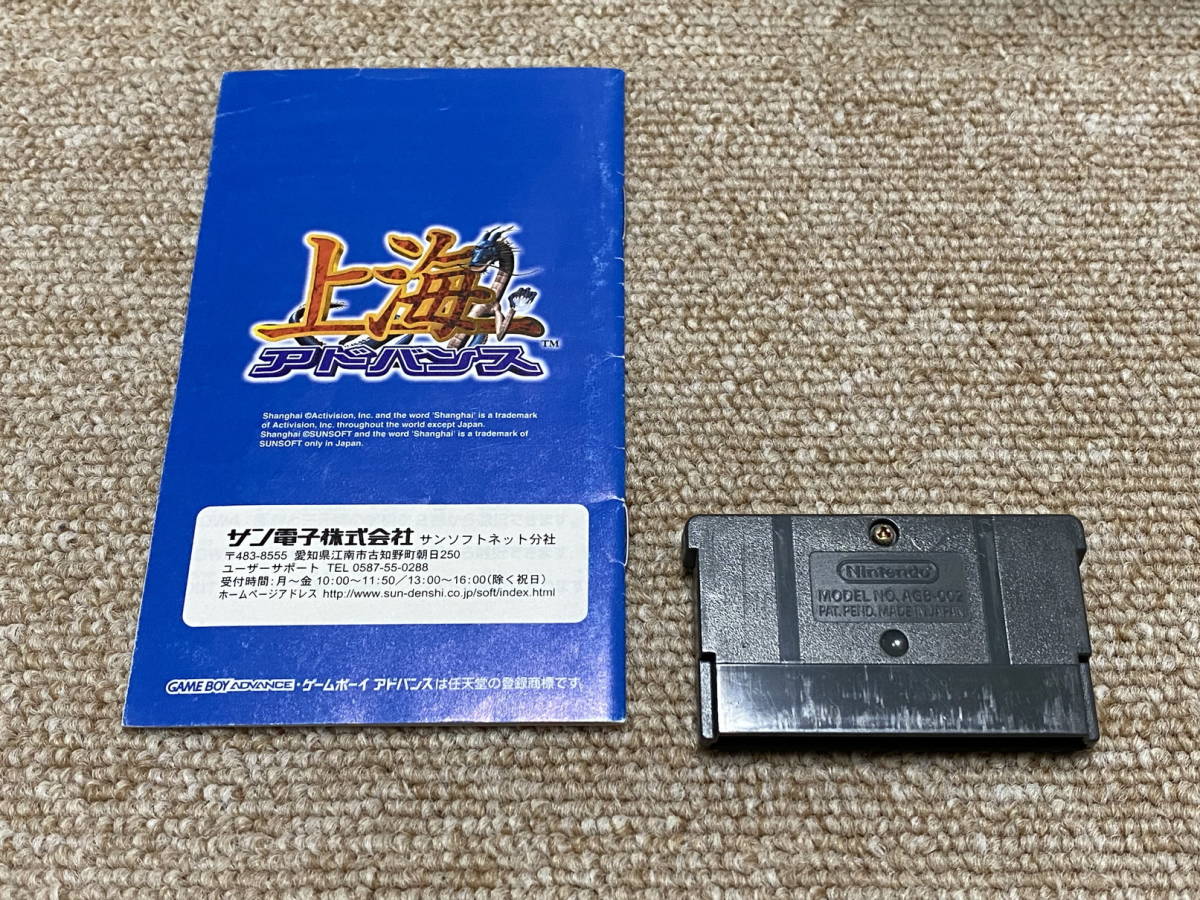 上海
TM
アドバンス
Shanghai ©Activision, Inc. and the word 'Shanghai' is a trademark
of Activision, Inc. throughout the world except Japan.
Shanghai ©SUNSOFT and the word 'Shanghai' is a trademark of
SUNSOFT only in Japan.
サン電子株式会社 サンソフトネット分社
〒483-8555 愛知県江南市古知野町朝日250
ユーザーサポート TEL 0587-55-0288
受付時間:月～金 10:00～11:50/13:00～16:00(除く祝日)
ホームページアドレス http://www.sun-denshi.co.jp/soft/index.html
GAME BOY ADVANCE・ゲームボーイ アドバンスは任天堂の登録商標です。
Nintendo
MODEL NO. AGB-002
PAT. PEND. MADE IN JAPAN